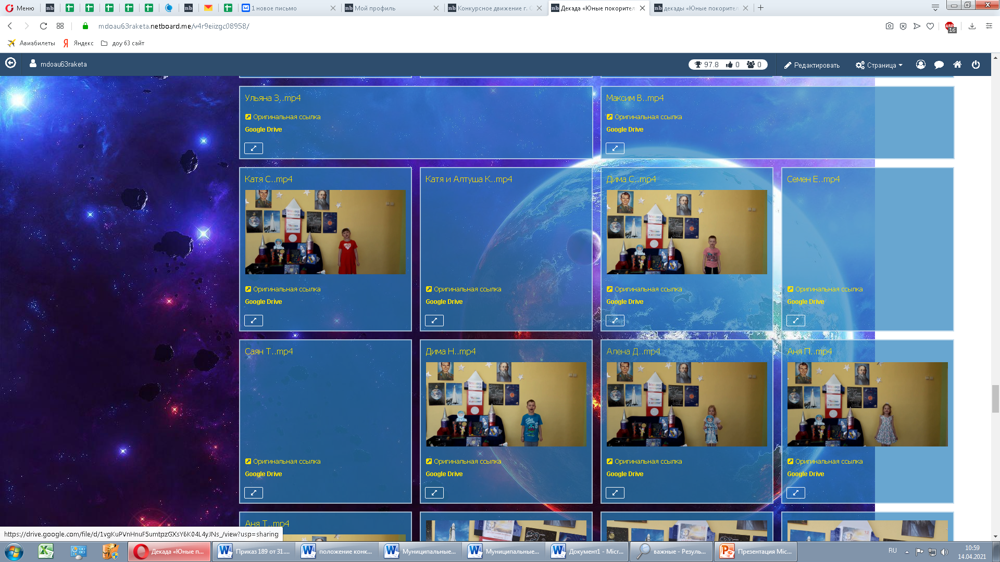 Меню
1 новое письмо
Мой профиль
Конкурсное движение г. О
Декада «Юные покорител
декады «Юные покорител
mdoau63raketa.netboard.me/v4r9eiizgc08958/
ABP
16
Авиабилеты
Яндекс
доу 63 сайт
mdoau63raketa
97.8
0
0
Редактировать
Страница
Ульяна З..mp4
Оригинальная ссылка
Google Drive
Максим В..mp4
Оригинальная ссылка
Google Drive
Катя С..mp4
Оригинальная ссылка
Google Drive
Катя и Алтуша К..mp4
Оригинальная ссылка
Google Drive
Дима С..mp4
Оригинальная ссылка
Google Drive
Семен Е..mp4
Оригинальная ссылка
Google Drive
Саян Т..mp4
Оригинальная ссылка
Google Drive
Дима Н..mp4
Оригинальная ссылка
Google Drive
Алена Д..mp4
Оригинальная ссылка
Google Drive
Аня П..mp4
Оригинальная ссылка
Google Drive
Аня Т..mp4
https://drive.google.com/file/d/1vgKuPVnHnuF5umtpzGXsY6K04L4yJNs_/view?usp=sharing
Декада «Юные п...
Приказ 189 от 31....
положение конк...
Муниципальные...
Муниципальные...
Документ1 - Micr...
важные - Резуль...
Презентация Mic...
RU
10:59
14.04.2021